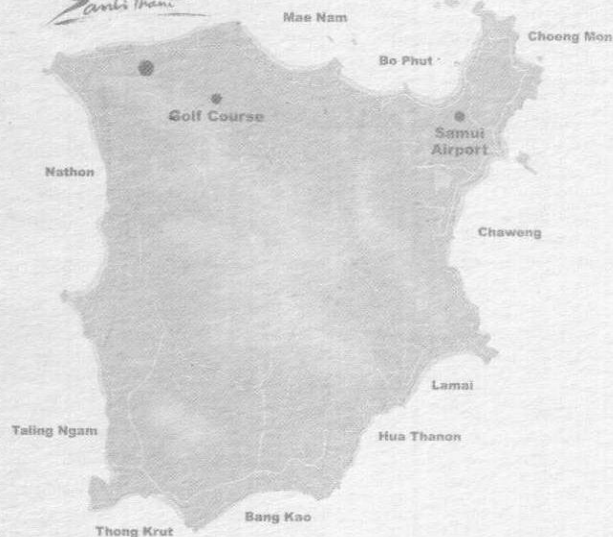 Mae Nam
Choeng Mon
Bo Phut
Golf Course
Samui
Airport
Nathon
Chaweng
Lamai
Taling Ngam
Hua Thanon
Bang Kao
Thong Krut